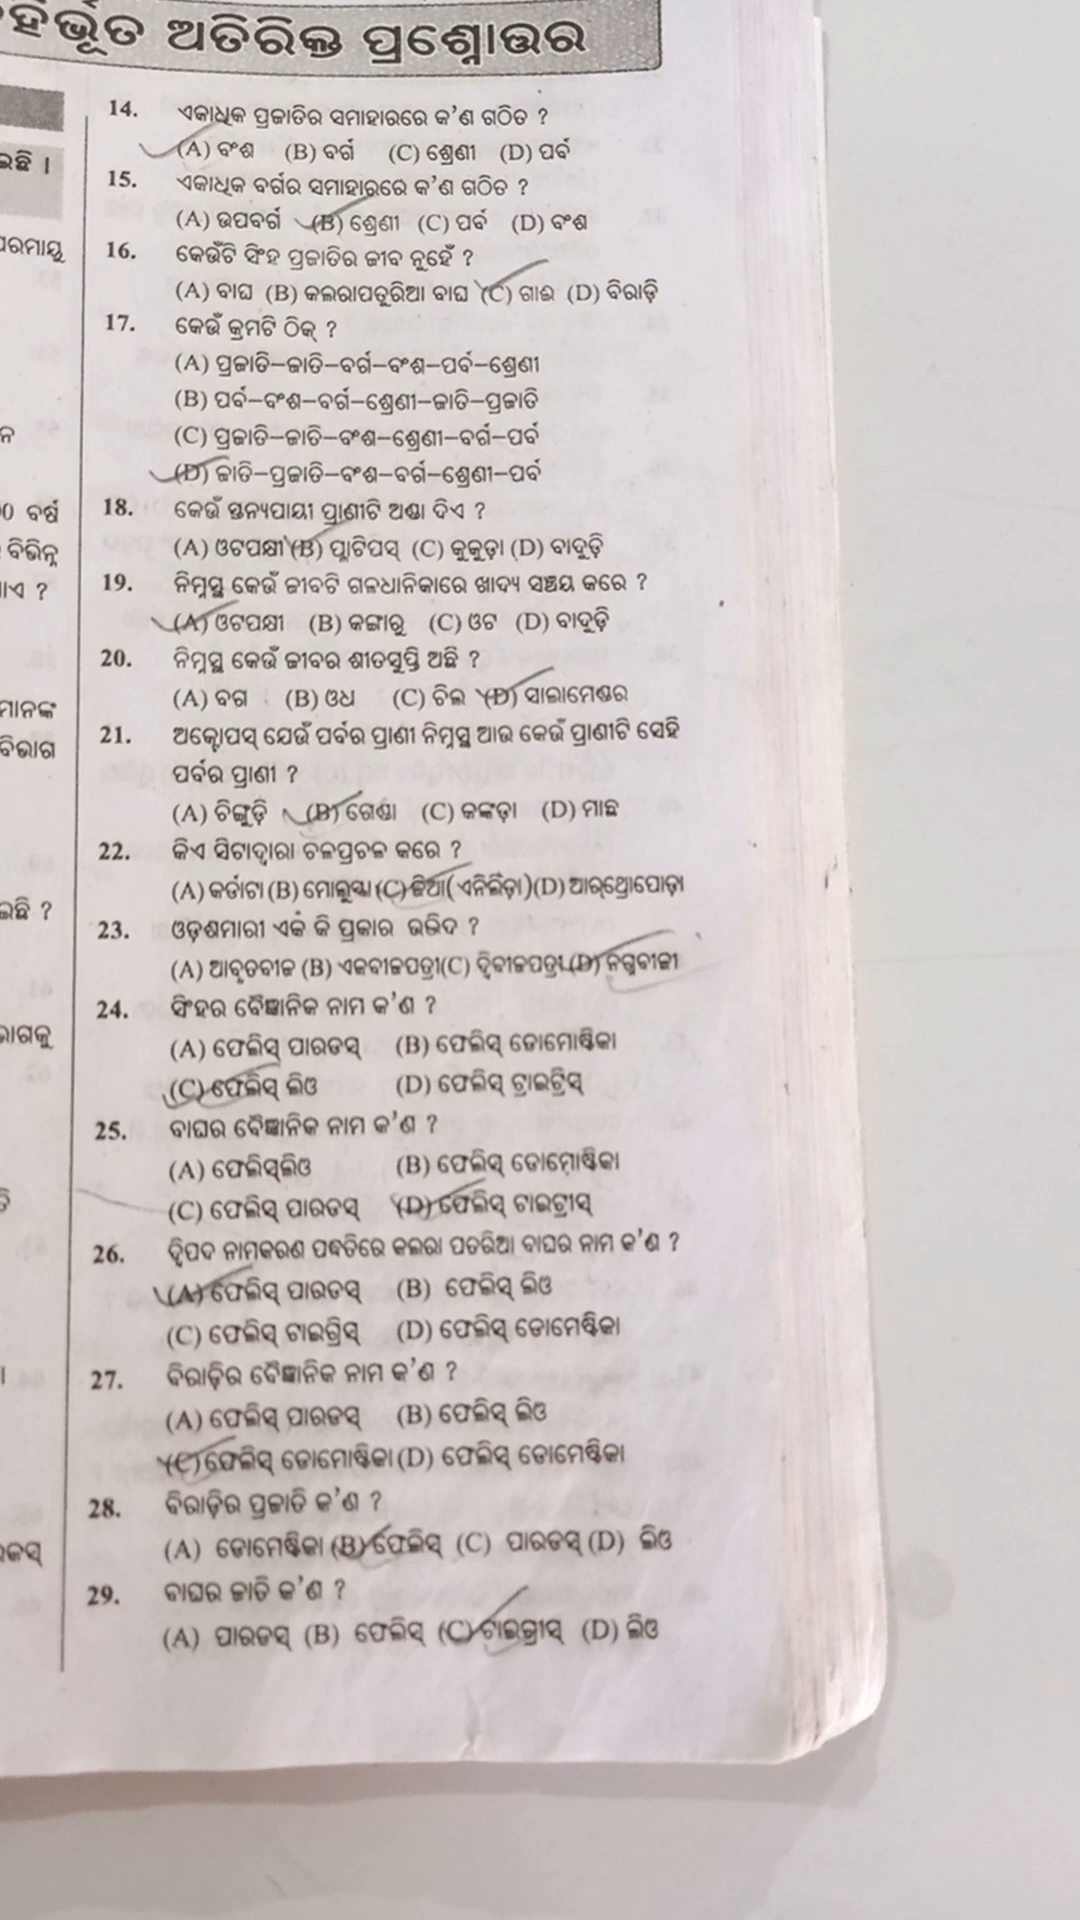 ହିର୍ଭୂତ ଅତିରିକ୍ତ ପ୍ରଶ୍ନୋତ୍ତର
14. ଏକାଧିକ ପ୍ରଜାତିର ସମାହାରରେ କ'ଣ ଗଠିତ ?
(A) ବଂଶ (B) ବର୍ଗ (C) ଶ୍ରେଣୀ (D) ପର୍ବ
15. ଏକାଧିକ ବର୍ଗର ସମାହାରରେ କ'ଣ ଗଠିତ ?
(A) ଉପବର୍ଗ (B) ଶ୍ରେଣୀ (C) ପର୍ବ (D) ବଂଶ
16. କେଉଁଟି ସିଂହ ପ୍ରଜାତିର ଜୀବ ନୁହେଁ ?
(A) ବାଘ (B) କଲରାପତୁରିଆ ବାଘ (C) ଗାଈ (D) ବିରାଡ଼ି
17. କେଉଁ କ୍ରମଟି ଠିକ୍ ?
(A) ପ୍ରଜାତି–ଜାତି–ବର୍ଗ–ବଂଶ–ପର୍ବ–ଶ୍ରେଣୀ
(B) ପର୍ବ–ବଂଶ–ବର୍ଗ–ଶ୍ରେଣୀ–ଜାତି–ପ୍ରଜାତି
(C) ପ୍ରଜାତି–ଜାତି–ବଂଶ–ଶ୍ରେଣୀ–ବର୍ଗ–ପର୍ବ
(D) ଜାତି–ପ୍ରଜାତି–ବଂଶ–ବର୍ଗ–ଶ୍ରେଣୀ–ପର୍ବ
18. କେଉଁ ସ୍ତନ୍ୟପାୟୀ ପ୍ରାଣୀଟି ଅଣ୍ଡା ଦିଏ ?
(A) ଓଟପକ୍ଷୀ (B) ପ୍ଲାଟିପସ୍ (C) କୁକୁଡ଼ା (D) ବାଦୁଡ଼ି
19. ନିମ୍ନସ୍ଥ କେଉଁ ଜୀବଟି ଗଳଧାନିକାରେ ଖାଦ୍ୟ ସଞ୍ଚୟ କରେ ?
(A) ଓଟପକ୍ଷୀ (B) କଙ୍ଗାରୁ (C) ଓଟ (D) ବାଦୁଡ଼ି
20. ନିମ୍ନସ୍ଥ କେଉଁ ଜୀବର ଶୀତସୁପ୍ତି ଅଛି ?
(A) ବଗ (B) ଓଧ (C) ଚିଲ (D) ସାଲାମେଣ୍ଡର
21. ଅକ୍ଟୋପସ୍ ଯେଉଁ ପର୍ବର ପ୍ରାଣୀ ନିମ୍ନସ୍ଥ ଆଉ କେଉଁ ପ୍ରାଣୀଟି ସେହି
ପର୍ବର ପ୍ରାଣୀ ?
(A) ଚିଙ୍ଗୁଡ଼ି (B) ଗେଣ୍ଡା (C) କଙ୍କଡ଼ା (D) ମାଛ
22. କିଏ ସିଟାଦ୍ୱାରା ଚଳପ୍ରଚଳ କରେ ?
(A) କର୍ଡାଟା (B) ମୋଲୁସ୍କା (C) ଜିଆ(ଏନିଲିଡ଼ା) (D) ଆର୍‌ଥ୍ରୋପୋଡ଼ା
23. ଓଡ଼ଶମାରୀ ଏକ କି ପ୍ରକାର ଉଭିଦ ?
(A) ଆବୃତବୀଜ (B) ଏକବୀଜପତ୍ରୀ(C) ଦ୍ୱିବୀଜପତ୍ରୀ (D) ନଗ୍ନବୀଜୀ
24. ସିଂହର ବୈଜ୍ଞାନିକ ନାମ କ'ଣ ?
(A) ଫେଲିସ୍ ପାରଡସ୍ (B) ଫେଲିସ୍ ଡୋମୋଷ୍ଟିକା
(C) ଫେଲିସ୍ ଲିଓ (D) ଫେଲିସ୍ ଟ୍ରାଇଟ୍ରିସ୍
25. ବାଘର ବୈଜ୍ଞାନିକ ନାମ କ'ଣ ?
(A) ଫେଲିସ୍‌ଲିଓ (B) ଫେଲିସ୍ ଡୋମୋଷ୍ଟିକା
(C) ଫେଲିସ୍ ପାରଡସ୍ (D) ଫେଲିସ୍ ଟାଇଟ୍ରୀସ୍
26. ଦ୍ୱିପଦ ନାମକରଣ ପଦ୍ଧତିରେ କଲରା ପତରିଆ ବାଘର ନାମ କ'ଣ ?
(A) ଫେଲିସ୍ ପାରଡସ୍ (B) ଫେଲିସ୍ ଲିଓ
(C) ଫେଲିସ୍ ଟାଇଗ୍ରିସ୍ (D) ଫେଲିସ୍ ଡୋମେଷ୍ଟିକା
27. ବିରାଡ଼ିର ବୈଜ୍ଞାନିକ ନାମ କ'ଣ ?
(A) ଫେଲିସ୍ ପାରଡସ୍ (B) ଫେଲିସ୍ ଲିଓ
(C) ଫେଲିସ୍ ଡୋମୋଷ୍ଟିକା (D) ଫେଲିସ୍ ଡୋମେଷ୍ଟିକା
28. ବିରାଡ଼ିର ପ୍ରଜାତି କ'ଣ ?
(A) ଡୋମେଷ୍ଟିକା (B) ଫେଲିସ୍ (C) ପାରଡସ୍ (D) ଲିଓ
29. ବାଘର ଜାତି କ'ଣ ?
(A) ପାରଡସ୍ (B) ଫେଲିସ୍ (C) ଟାଇଗ୍ରୀସ୍ (D) ଲିଓ